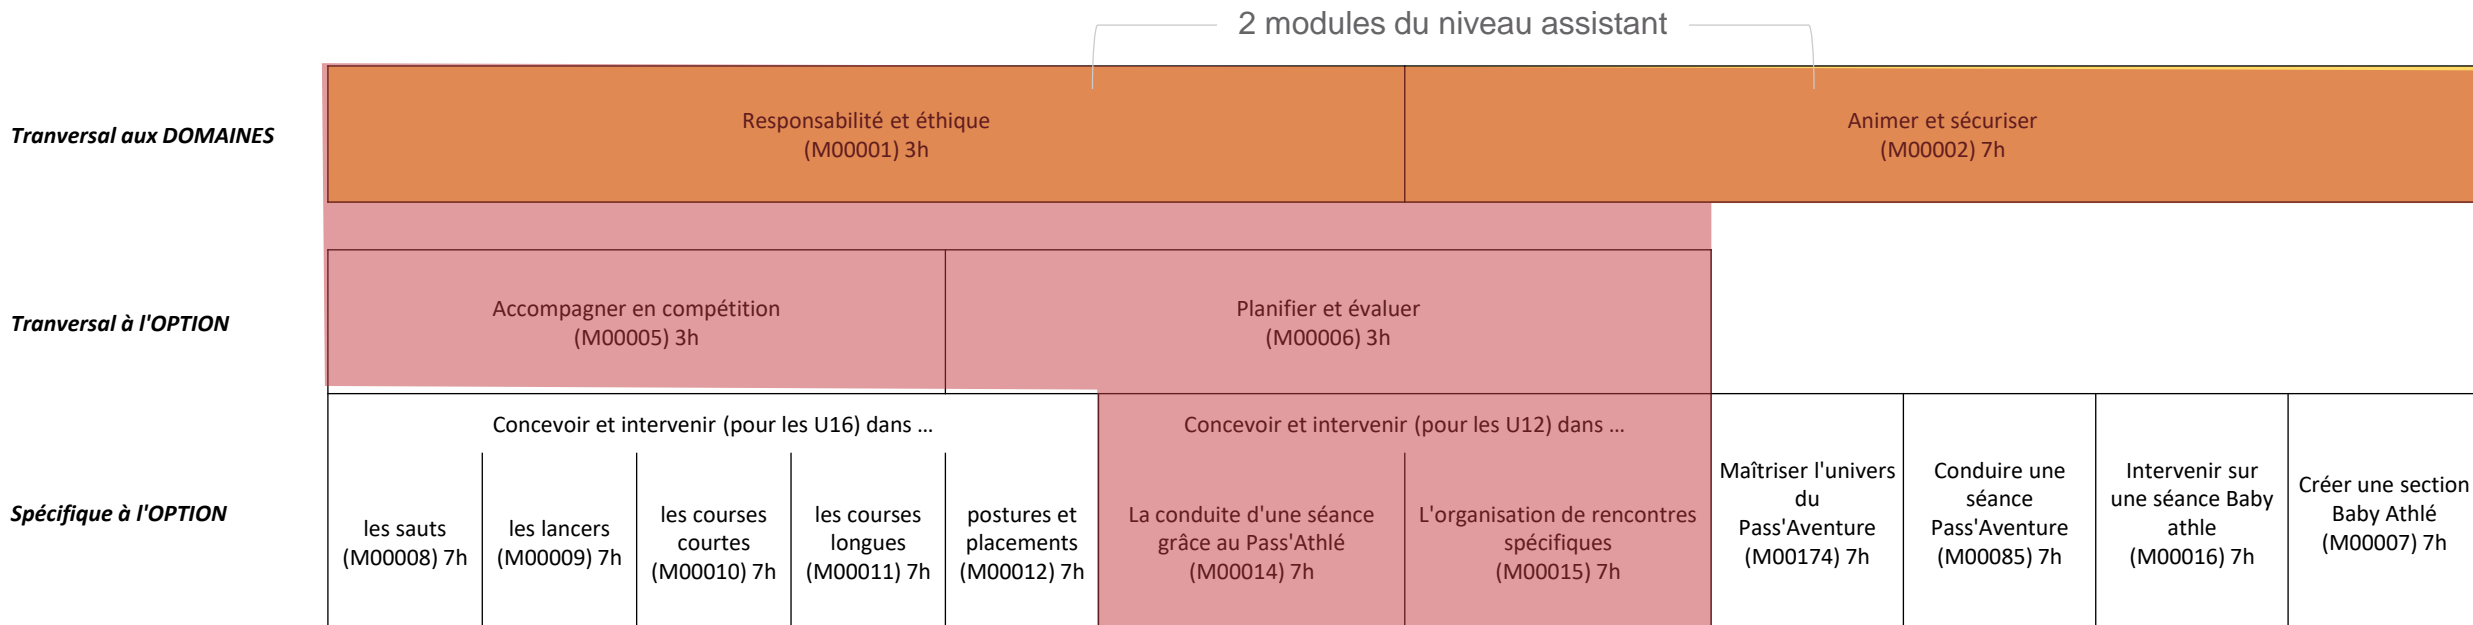 2 modules du niveau assistant
Tranversal aux DOMAINES
Responsabilité et éthique
(M00001) 3h
Animer et sécuriser
(M00002) 7h
Tranversal à l'OPTION
Accompagner en compétition
(M00005) 3h
Planifier et évaluer
(M00006) 3h
Spécifique à l'OPTION
Concevoir et intervenir (pour les U16) dans ...
les sauts
(M00008) 7h
les lancers
(M00009) 7h
les courses
courtes
(M00010) 7h
les courses
longues
(M00011) 7h
postures et
placements
(M00012) 7h
Concevoir et intervenir (pour les U12) dans ...
La conduite d'une séance
grâce au Pass'Athlé
(M00014) 7h
L'organisation de rencontres
spécifiques
(M00015) 7h
Maîtriser l'univers
du
Pass'Aventure
(M00174) 7h
Conduire une
séance
Pass'Aventure
(M00085) 7h
Intervenir sur
une séance Baby
athle
(M00016) 7h
Créer une section
Baby Athlé
(M00007) 7h